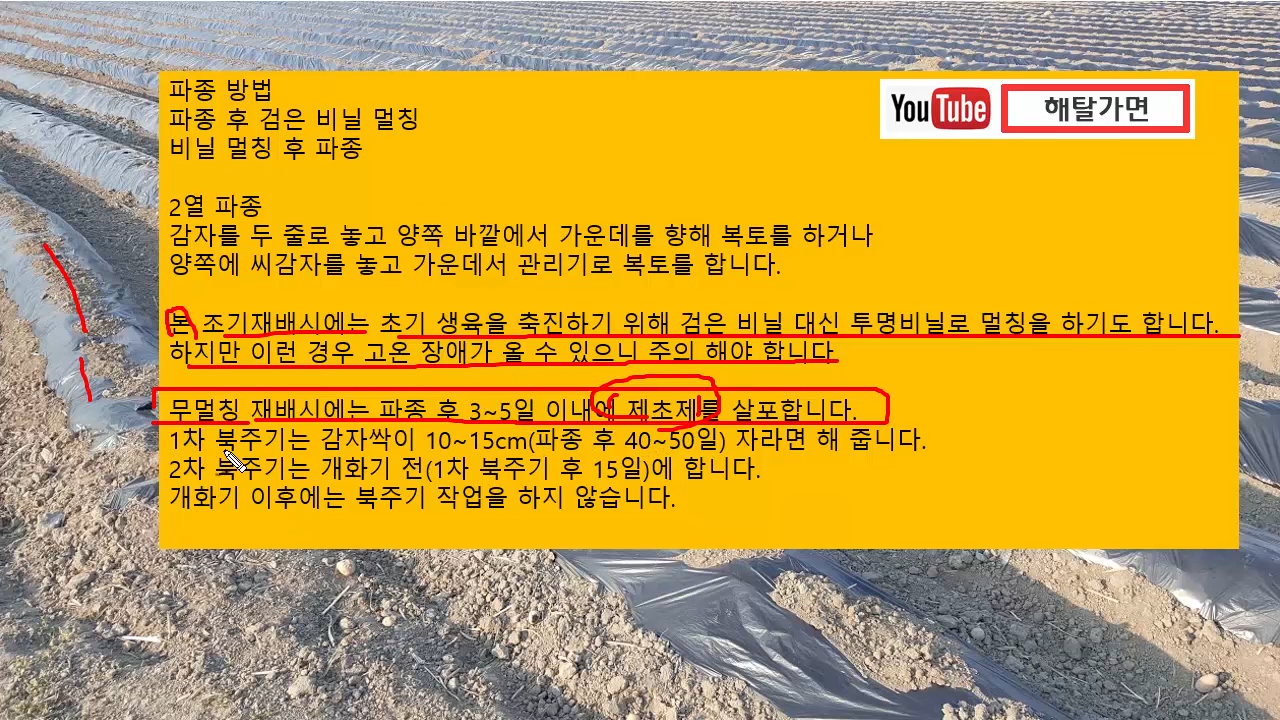 파종 방법
파종 후 검은 비닐 멀칭
비닐 멀칭 후 파종
YouTube 해탈가면
2열 파종
감자를 두 줄로 놓고 양쪽 바깥에서 가운데를 향해 복토를 하거나
양쪽에 씨감자를 놓고 가운데서 관리기로 복토를 합니다.
본 조기재배시에는 초기 생육을 축진하기 위해 검은 비닐 대신 투명비닐로 멀칭을 하기도 합니다.
하지만 이런 경우 고온 장애가 올 수 있으니 주의 해야 합니다
무멀칭 재배시에는 파종 후 3~5일 이내에 제초제를 살포합니다.
1차 북주기는 감자싹이 10~15cm(파종 후 40~50일) 자라면 해 줍니다.
2차 북주기는 개화기 전(1차 북주기 후 15일)에 합니다.
개화기 이후에는 북주기 작업을 하지 않습니다.